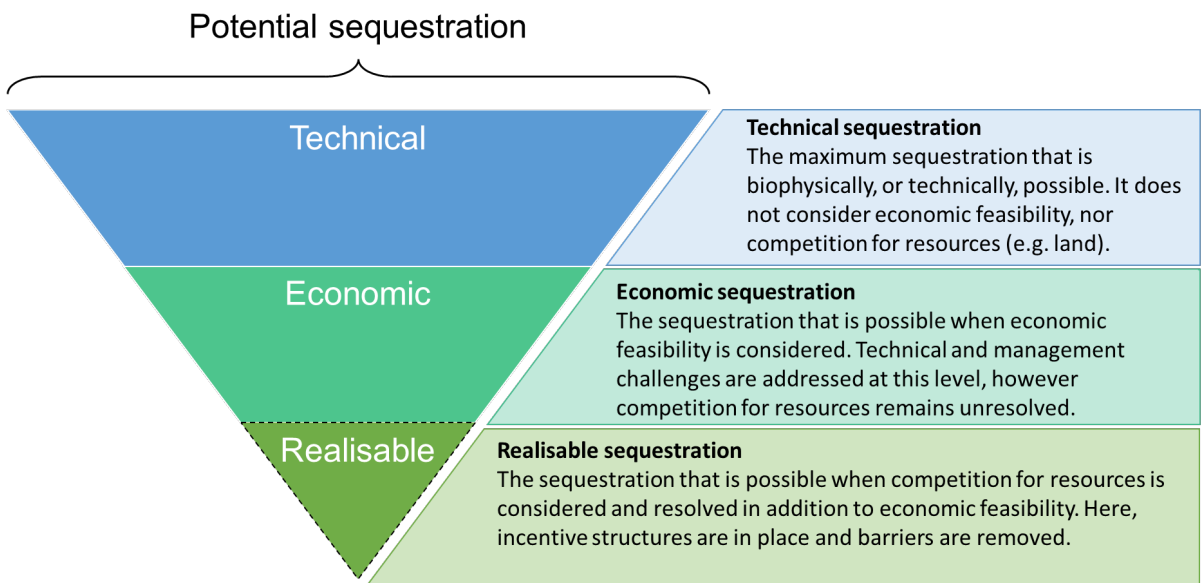 Potential sequestration
Technical
Technical sequestration
The maximum sequestration that is
biophysically, or technically, possible. It does
not consider economic feasibility, nor
competition for resources (e.g. land).
Economic
Economic sequestration
The sequestration that is possible when economic
feasibility is considered. Technical and management
challenges are addressed at this level, however
competition for resources remains unresolved.
Realisable
Realisable sequestration
The sequestration that is possible when competition for resources is
considered and resolved in addition to economic feasibility. Here,
incentive structures are in place and barriers are removed.